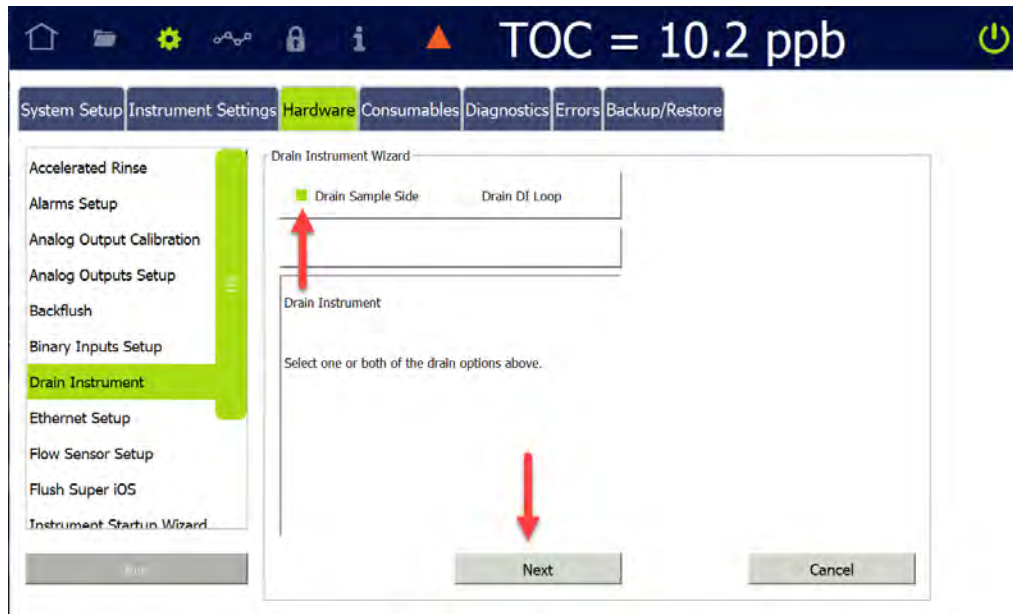 TOC = 10.2 ppb
System Setup Instrument Settings Hardware Consumables Diagnostics Errors Backup/Restore
Accelerated Rinse
Alarms Setup
Analog Output Calibration
Analog Outputs Setup
Backflush
Binary Inputs Setup
Drain Instrument
Ethernet Setup
Flow Sensor Setup
Flush Super iOS
Instrument Startup Wizard
Drain Instrument Wizard
Drain Sample Side Drain DI Loop
Drain Instrument
Select one or both of the drain options above.
Next Cancel